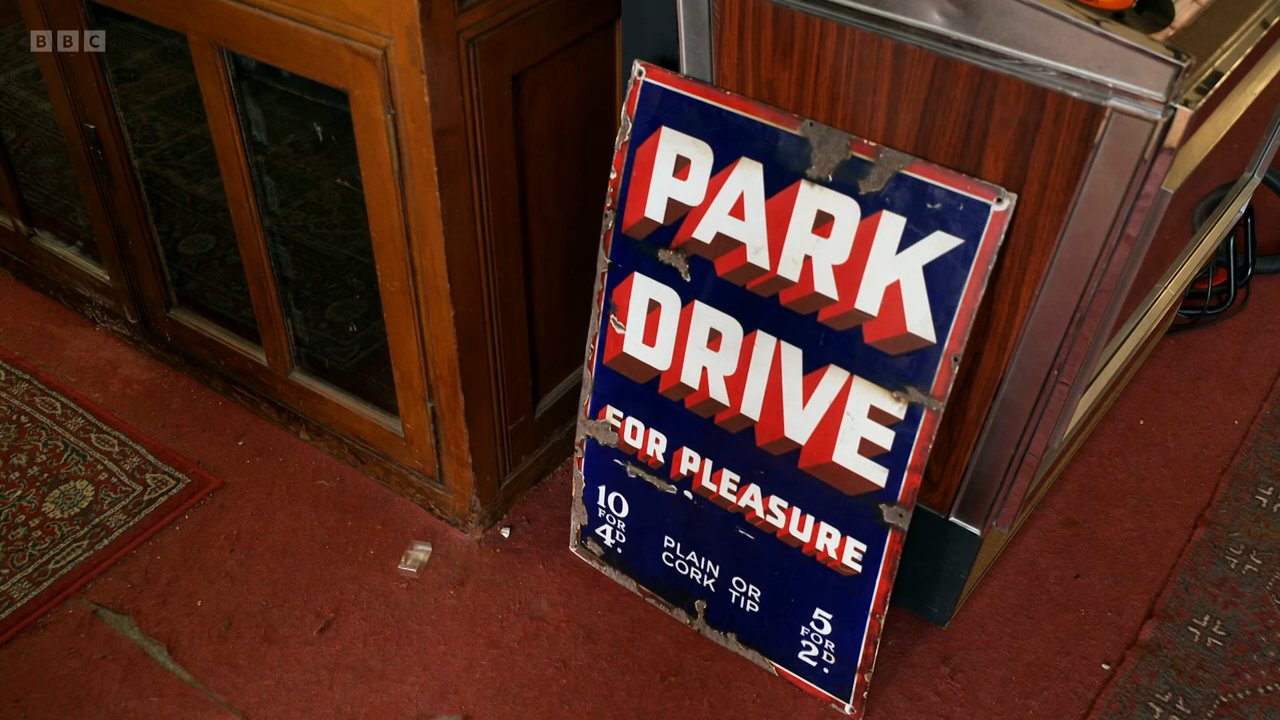 BBC
PARK
DRIVE
FOR PLEASURE
10
FOR
4D.
PLAIN OR
CORK TIP
5
FOR
2D.